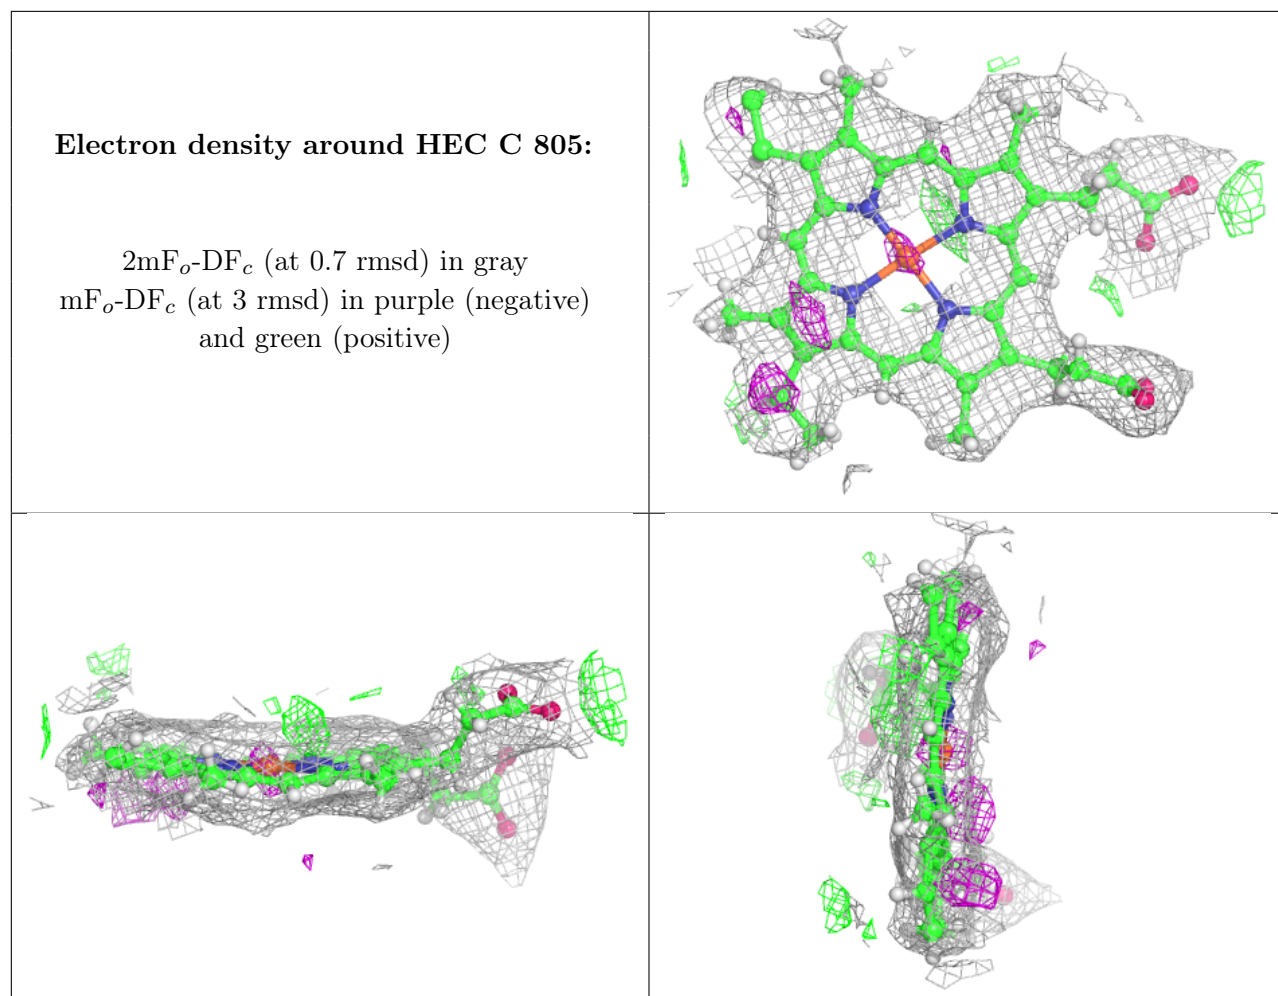 Electron density around HEC C 805:
2mFo-DFc (at 0.7 rmsd) in gray
mFo-DFc (at 3 rmsd) in purple (negative)
and green (positive)